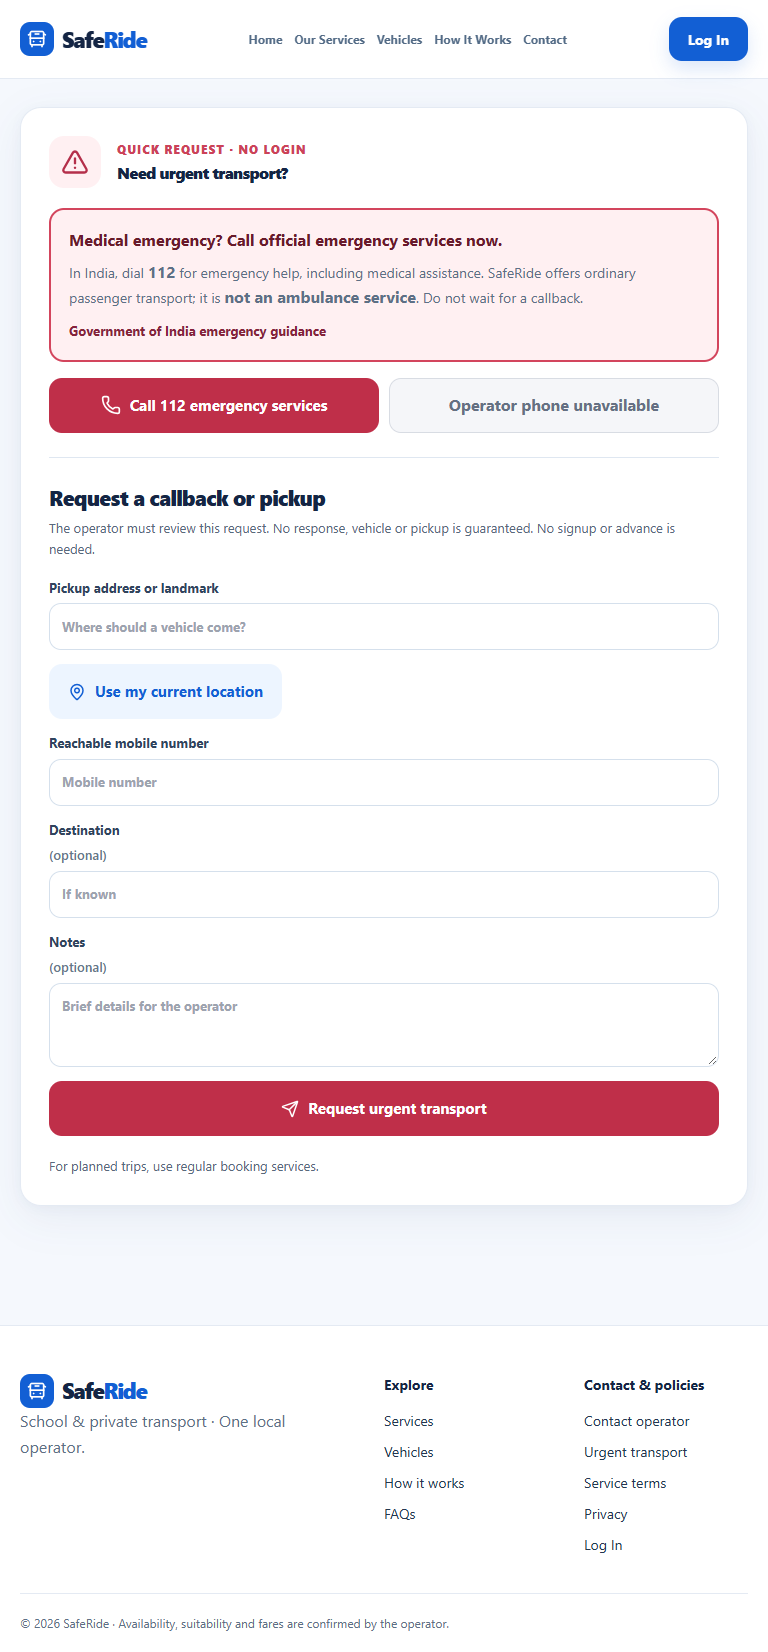 SafeRide
Home Our Services Vehicles How It Works Contact
Log In
QUICK REQUEST · NO LOGIN
Need urgent transport?
Medical emergency? Call official emergency services now.
In India, dial 112 for emergency help, including medical assistance. SafeRide offers ordinary
passenger transport; it is not an ambulance service. Do not wait for a callback.
Government of India emergency guidance
Call 112 emergency services
Operator phone unavailable
Request a callback or pickup
The operator must review this request. No response, vehicle or pickup is guaranteed. No signup or advance is
needed.
Pickup address or landmark
Where should a vehicle come?
Use my current location
Reachable mobile number
Mobile number
Destination
(optional)
If known
Notes
(optional)
Brief details for the operator
Request urgent transport
For planned trips, use regular booking services.
SafeRide
School & private transport · One local
operator.
Explore
Services
Vehicles
How it works
FAQs
Contact & policies
Contact operator
Urgent transport
Service terms
Privacy
Log In
© 2026 SafeRide · Availability, suitability and fares are confirmed by the operator.